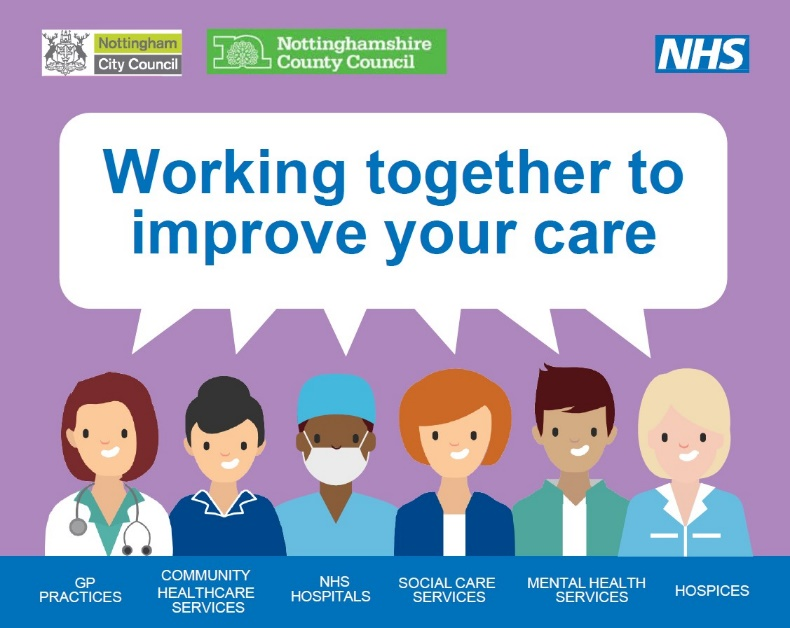 Nottingham
City Council
Nottinghamshire
County Council
NHS
Working together to
improve your care
GP
PRACTICES
COMMUNITY
HEALTHCARE
SERVICES
NHS
HOSPITALS
SOCIAL CARE
SERVICES
MENTAL HEALTH
SERVICES
HOSPICES